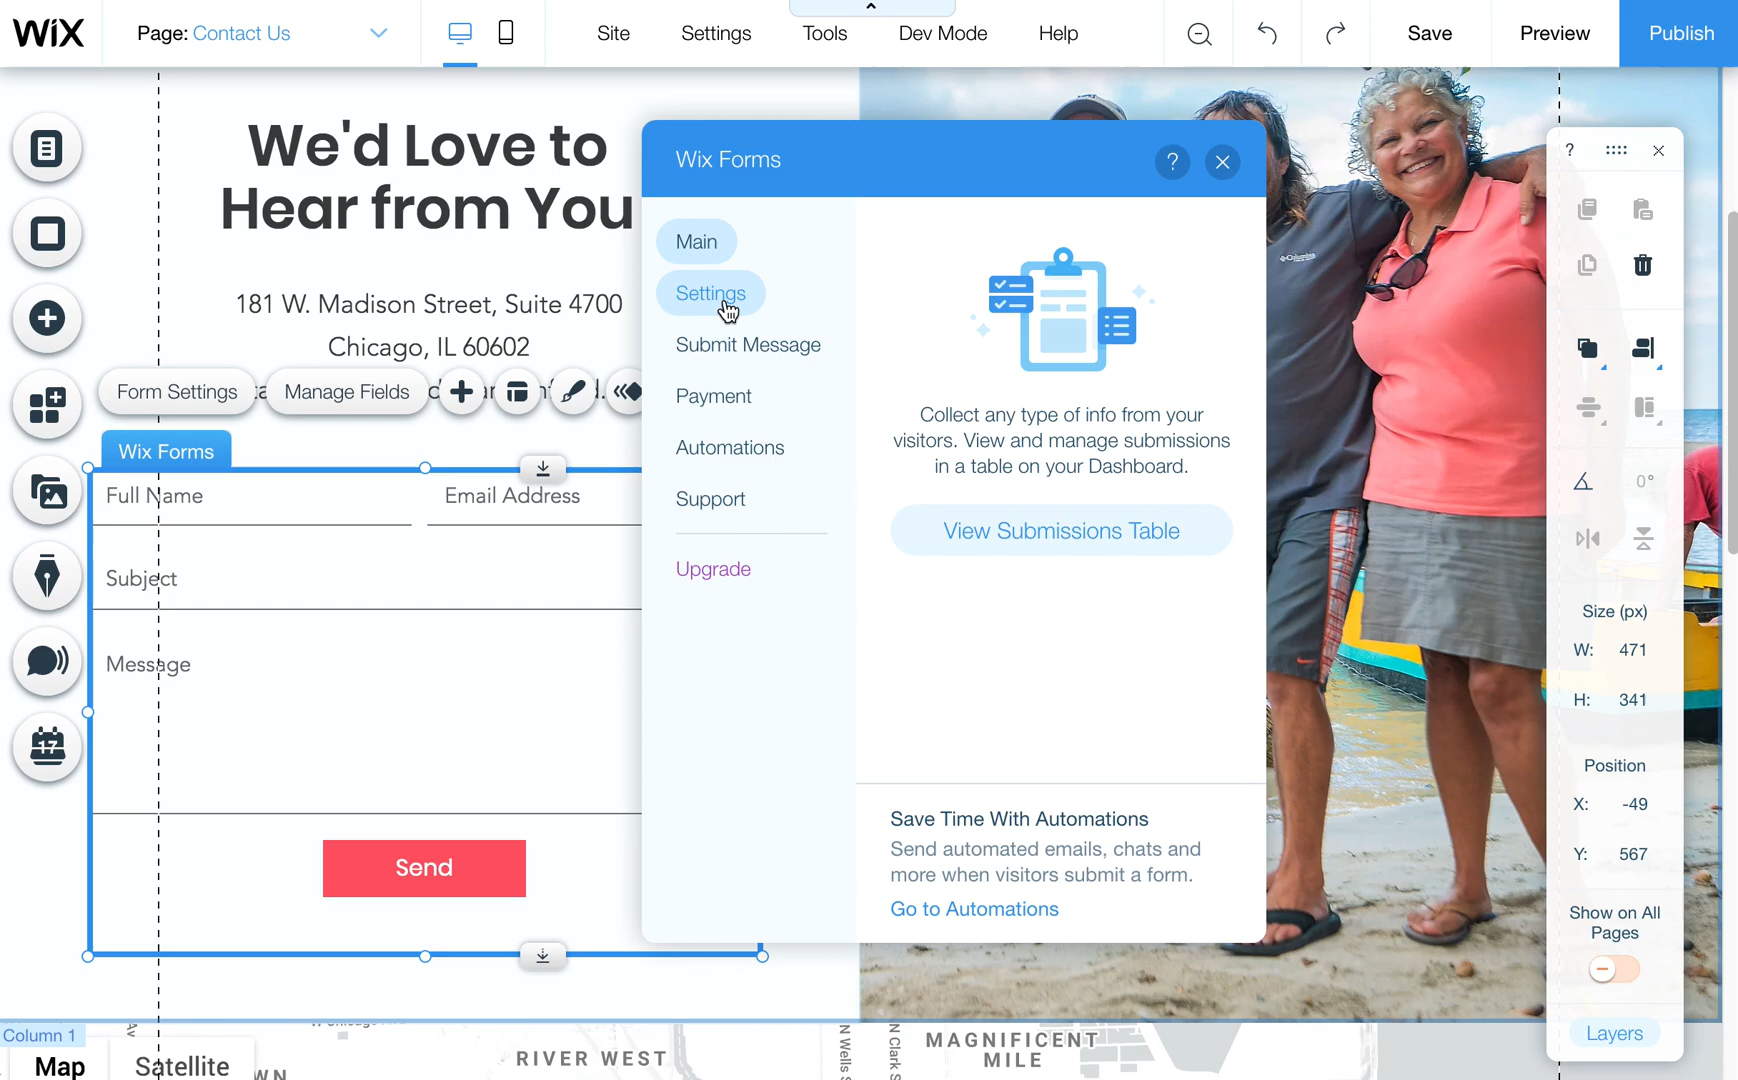 WiX
Page: Contact Us
Site
Settings
Tools
Dev Mode
Help
Save
Preview
Publish
We'd Love to
Hear from You
181 W. Madison Street, Suite 4700
Chicago, IL 60602
Form Settings
Manage Fields
Wix Forms
Full Name
Email Address
Subject
Message
Send
Wix Forms
?
Main
Settings
Submit Message
Payment
Automations
Support
Upgrade
Collect any type of info from your
visitors. View and manage submissions
in a table on your Dashboard.
View Submissions Table
Save Time With Automations
Send automated emails, chats and
more when visitors submit a form.
Go to Automations
Columbia
?
0°
Size (px)
W: 471
H: 341
Position
X: -49
Y: 567
Show on All
Pages
Layers
17
Column 1
Map
Satellite
RIVER WEST
N Wells S
N Clark S
MAGNIFICENT
MILE